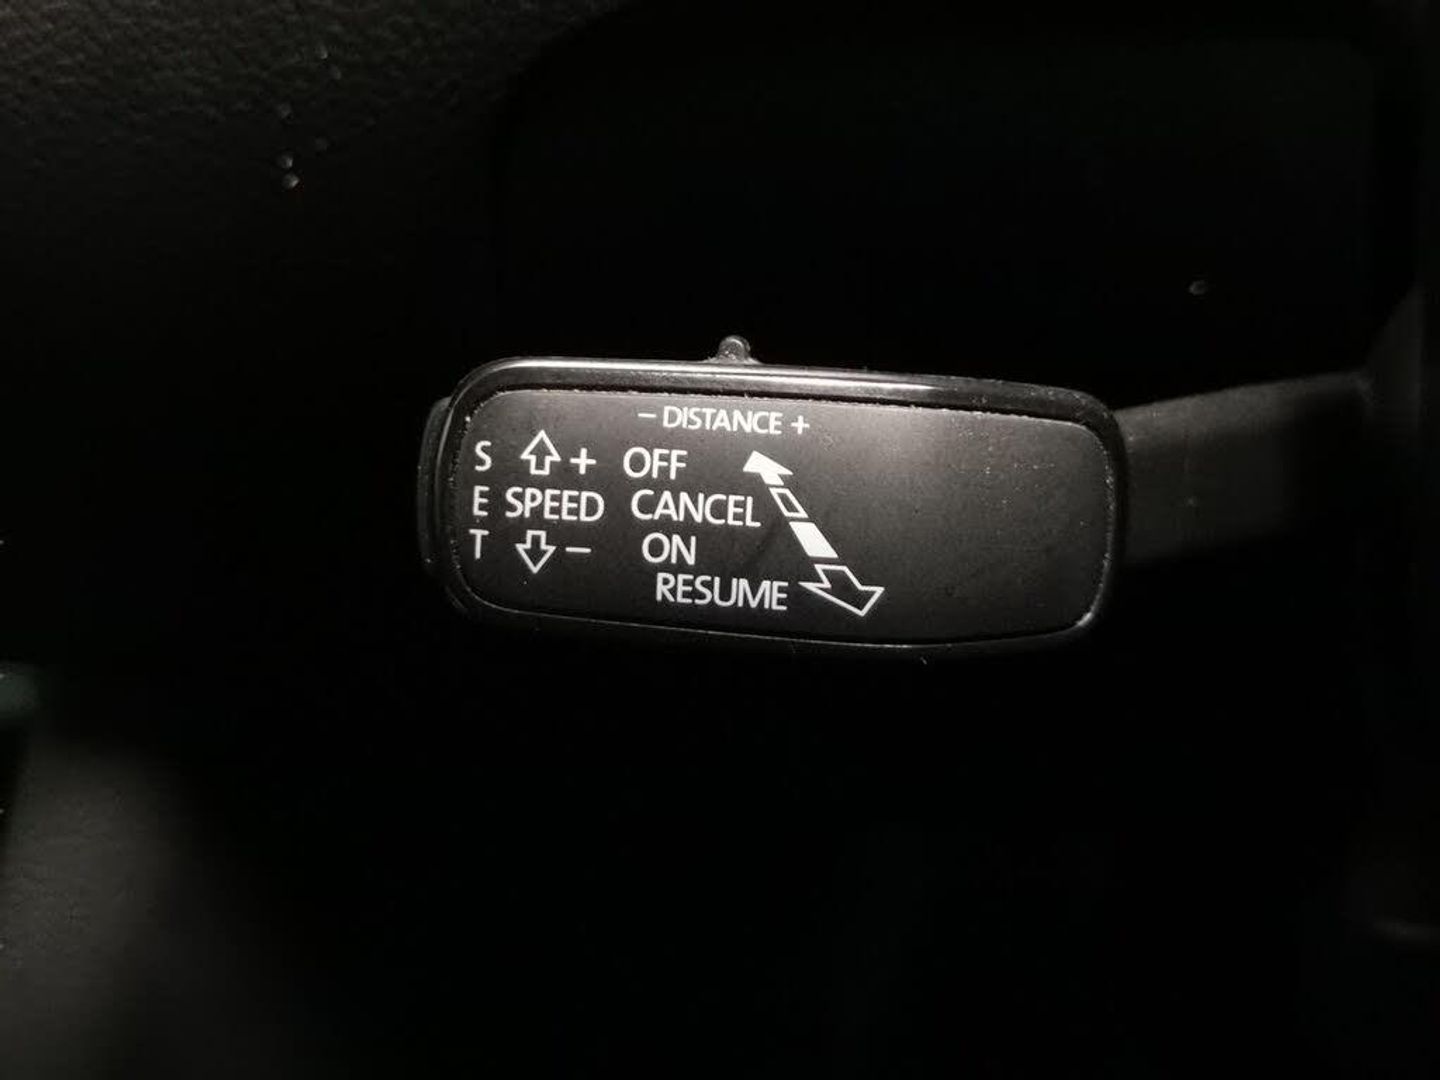 – DISTANCE +
S + OFF
E SPEED CANCEL
T – ON
RESUME